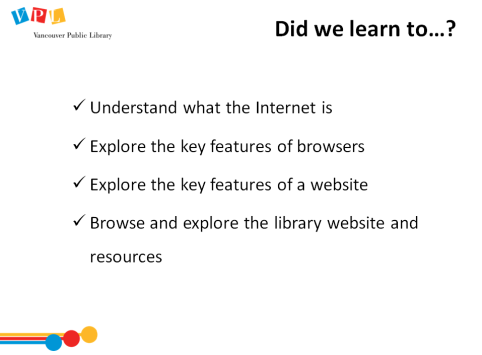 VPL
Vancouver Public Library
Did we learn to…?
✓ Understand what the Internet is
✓ Explore the key features of browsers
✓ Explore the key features of a website
✓ Browse and explore the library website and
resources